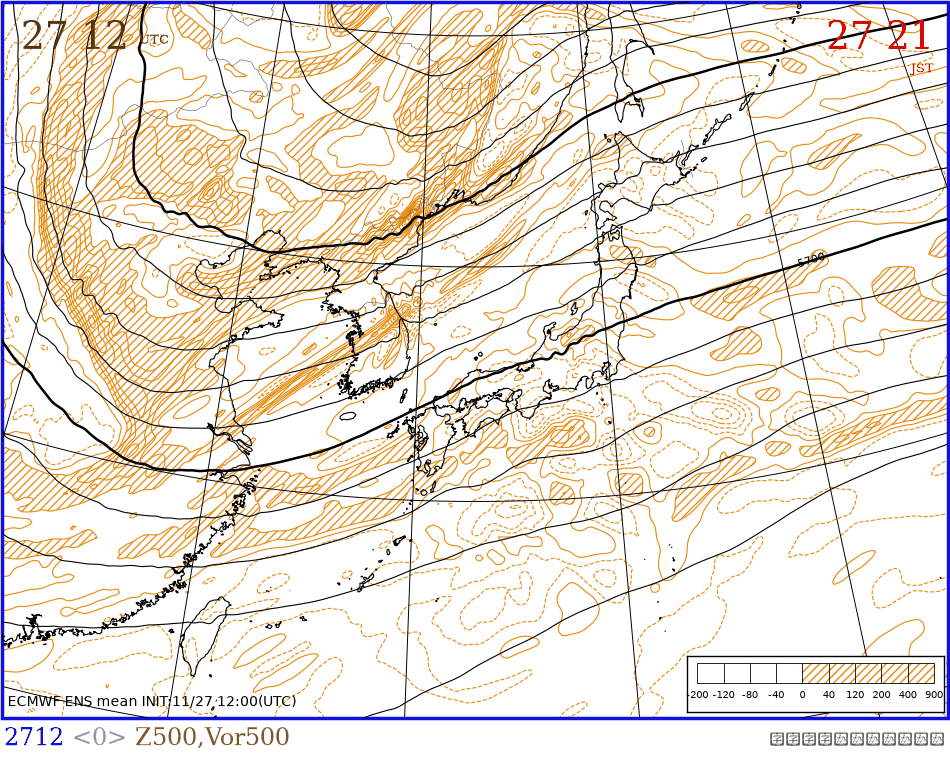 27 12 UTC
27 21 JST
5700
-200 -120 -80 -40 0 40 120 200 400 900
ECMWF ENS mean INIT:11/27 12:00(UTC)
2712 <0> Z500,Vor500